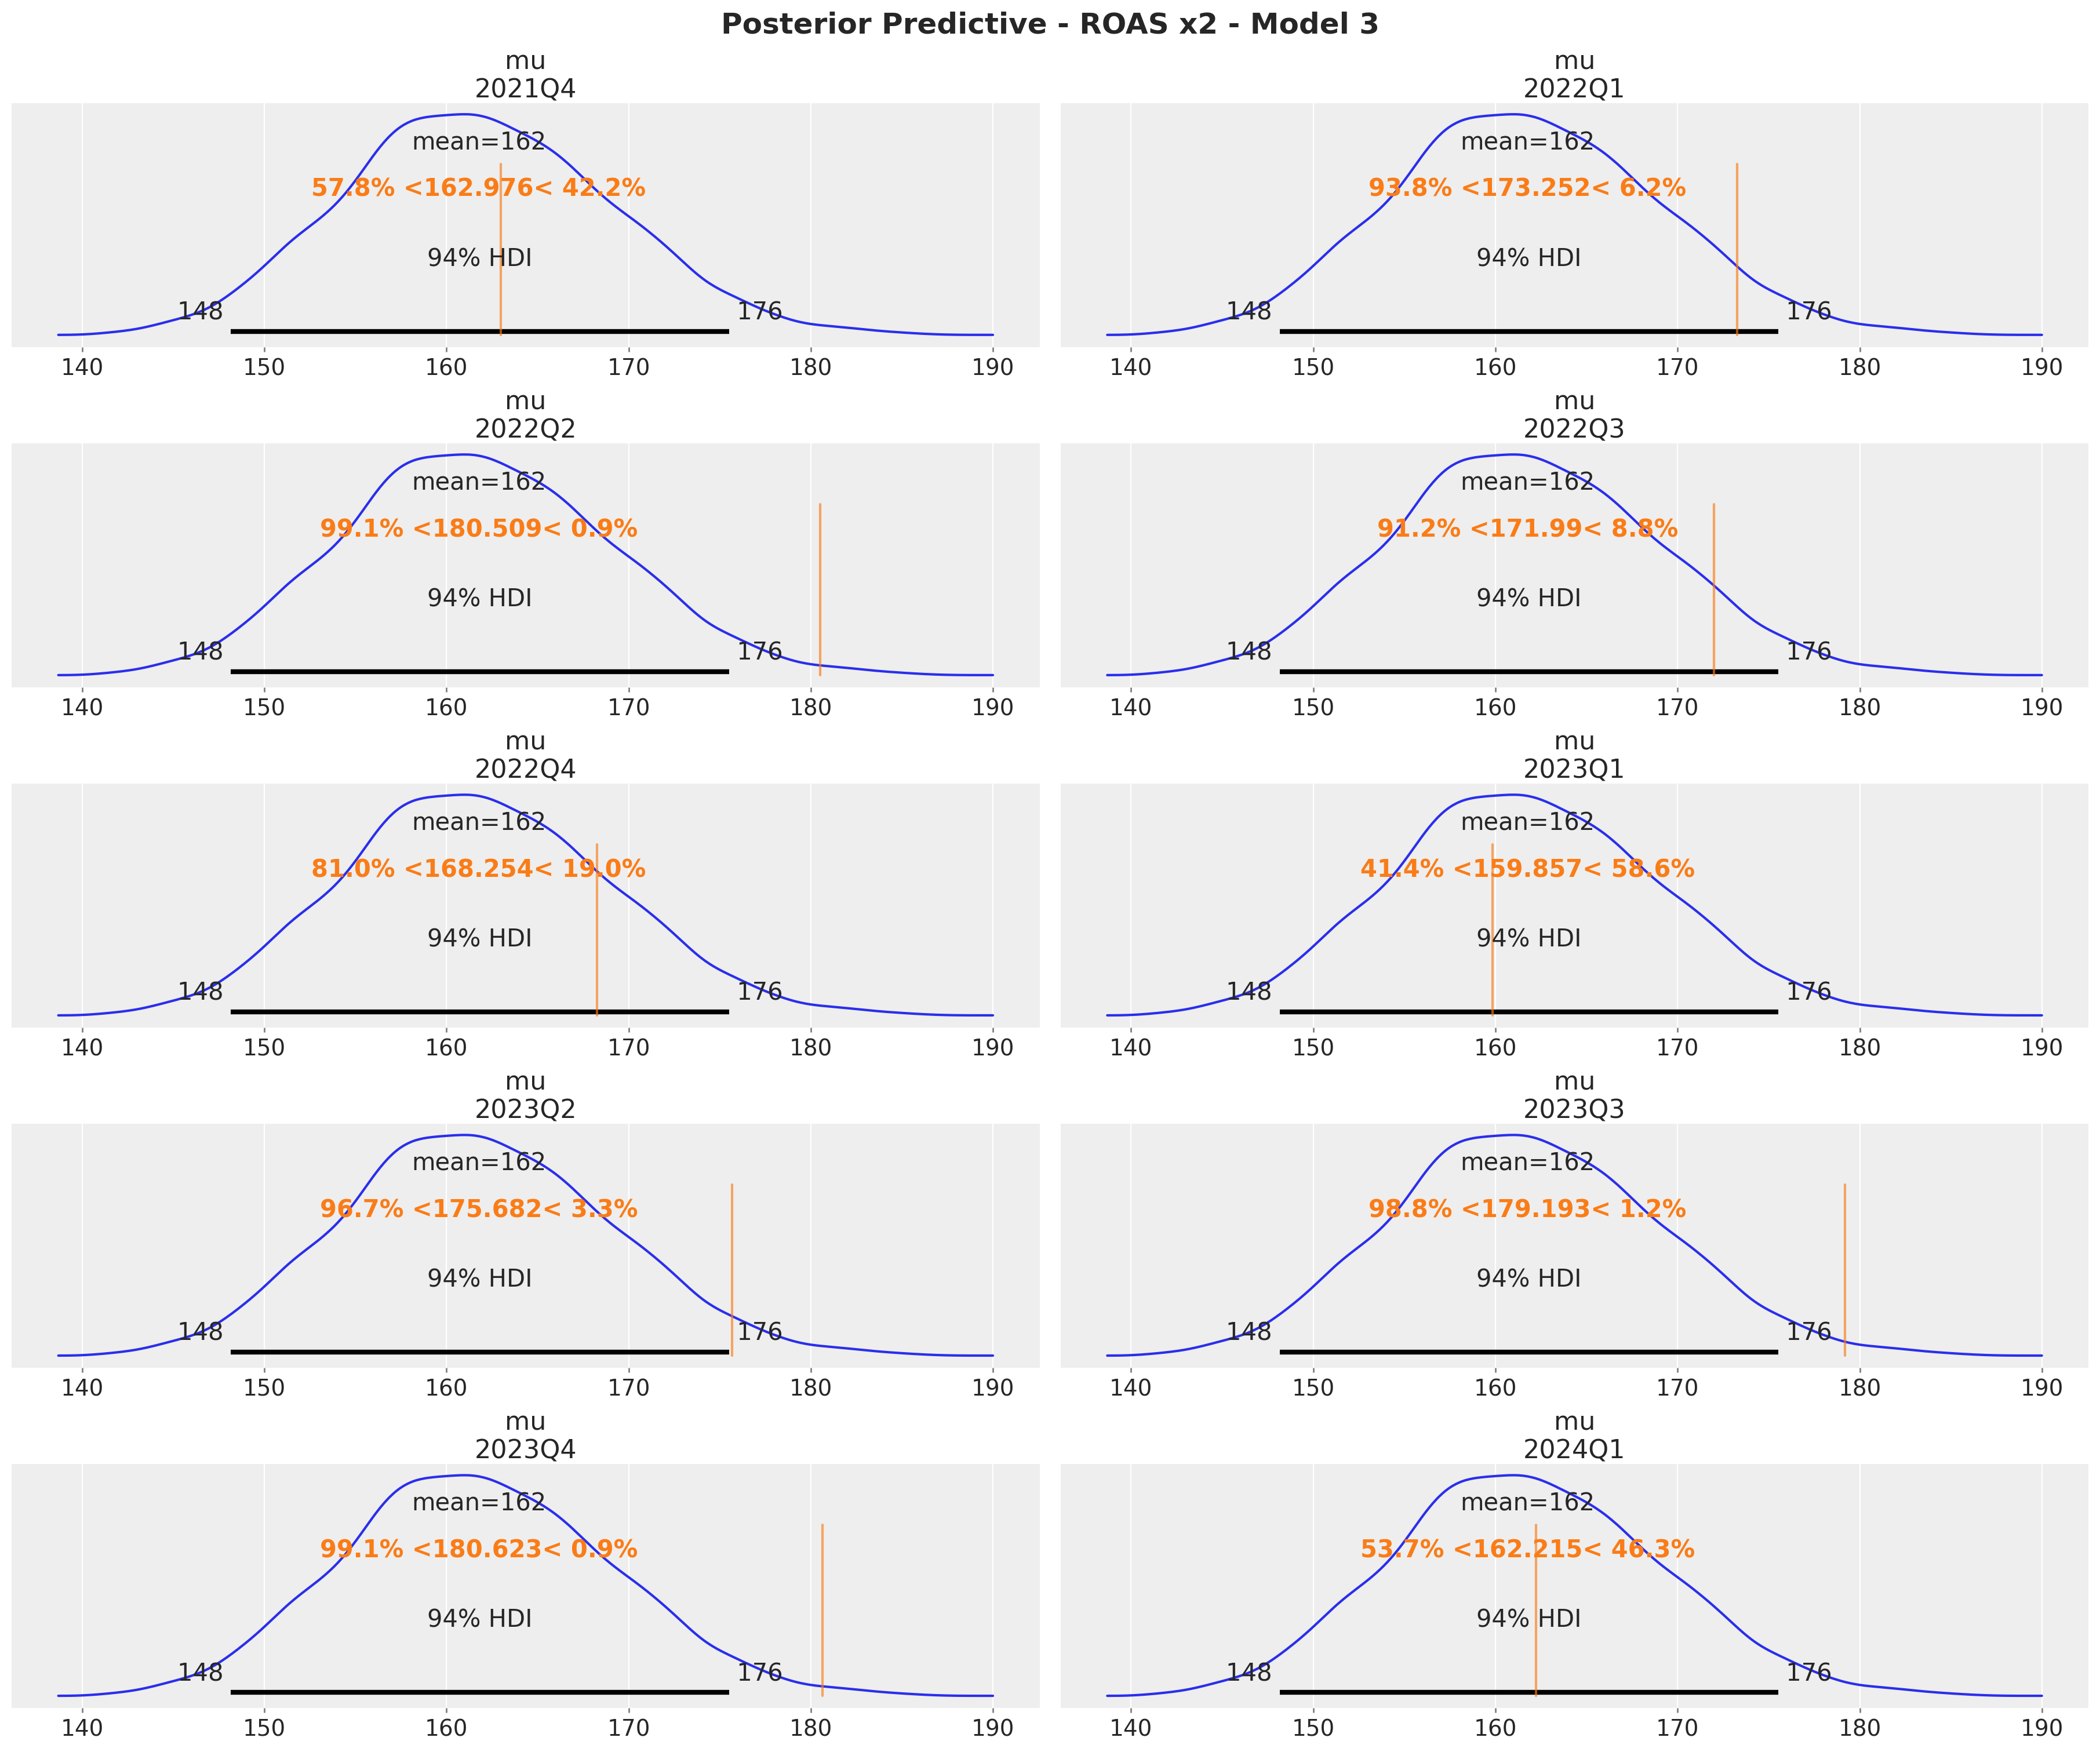 Posterior Predictive - ROAS x2 - Model 3
mu
2021Q4
mean=162
57.8% <162.976< 42.2%
94% HDI
148
176
140 150 160 170 180 190
mu
2022Q1
mean=162
93.8% <173.252< 6.2%
94% HDI
148
176
140 150 160 170 180 190
mu
2022Q2
mean=162
99.1% <180.509< 0.9%
94% HDI
148
176
140 150 160 170 180 190
mu
2022Q3
mean=162
91.2% <171.99< 8.8%
94% HDI
148
176
140 150 160 170 180 190
mu
2022Q4
mean=162
81.0% <168.254< 19.0%
94% HDI
148
176
140 150 160 170 180 190
mu
2023Q1
mean=162
41.4% <159.857< 58.6%
94% HDI
148
176
140 150 160 170 180 190
mu
2023Q2
mean=162
96.7% <175.682< 3.3%
94% HDI
148
176
140 150 160 170 180 190
mu
2023Q3
mean=162
98.8% <179.193< 1.2%
94% HDI
148
176
140 150 160 170 180 190
mu
2023Q4
mean=162
99.1% <180.623< 0.9%
94% HDI
148
176
140 150 160 170 180 190
mu
2024Q1
mean=162
53.7% <162.215< 46.3%
94% HDI
148
176
140 150 160 170 180 190